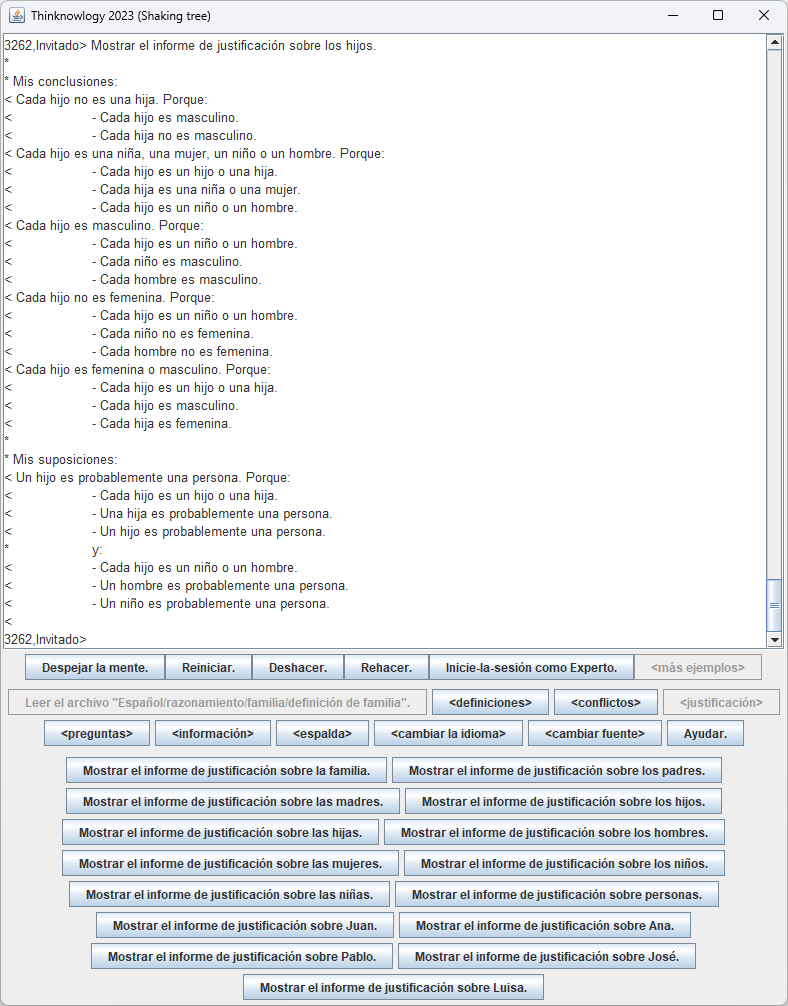 Thinknowlogy 2023 (Shaking tree)
3262,Invitado> Mostrar el informe de justificación sobre los hijos.
*
* Mis conclusiones:
< Cada hijo no es una hija. Porque:
< - Cada hijo es masculino.
< - Cada hija no es masculino.
< Cada hijo es una niña, una mujer, un niño o un hombre. Porque:
< - Cada hijo es un hijo o una hija.
< - Cada hija es una niña o una mujer.
< - Cada hijo es un niño o un hombre.
< Cada hijo es masculino. Porque:
< - Cada hijo es un niño o un hombre.
< - Cada niño es masculino.
< - Cada hombre es masculino.
< Cada hijo no es femenina. Porque:
< - Cada hijo es un niño o un hombre.
< - Cada niño no es femenina.
< - Cada hombre no es femenina.
< Cada hijo es femenina o masculino. Porque:
< - Cada hijo es un hijo o una hija.
< - Cada hijo es masculino.
< - Cada hija es femenina.
*
* Mis suposiciones:
< Un hijo es probablemente una persona. Porque:
< - Cada hijo es un hijo o una hija.
< - Una hija es probablemente una persona.
< - Un hijo es probablemente una persona.
* y:
< - Cada hijo es un niño o un hombre.
< - Un hombre es probablemente una persona.
< - Un niño es probablemente una persona.
<
3262,Invitado>
Despejar la mente. Reiniciar. Deshacer. Rehacer. Inicie-la-sesión como Experto. <más ejemplos>
Leer el archivo "Español/razonamiento/familia/definición de familia". <definiciones> <conflictos> <justificación>
<preguntas> <información> <espalda> <cambiar la idioma> <cambiar fuente> Ayudar.
Mostrar el informe de justificación sobre la familia. Mostrar el informe de justificación sobre los padres.
Mostrar el informe de justificación sobre las madres. Mostrar el informe de justificación sobre los hijos.
Mostrar el informe de justificación sobre las hijas. Mostrar el informe de justificación sobre los hombres.
Mostrar el informe de justificación sobre las mujeres. Mostrar el informe de justificación sobre los niños.
Mostrar el informe de justificación sobre las niñas. Mostrar el informe de justificación sobre personas.
Mostrar el informe de justificación sobre Juan. Mostrar el informe de justificación sobre Ana.
Mostrar el informe de justificación sobre Pablo. Mostrar el informe de justificación sobre José.
Mostrar el informe de justificación sobre Luisa.